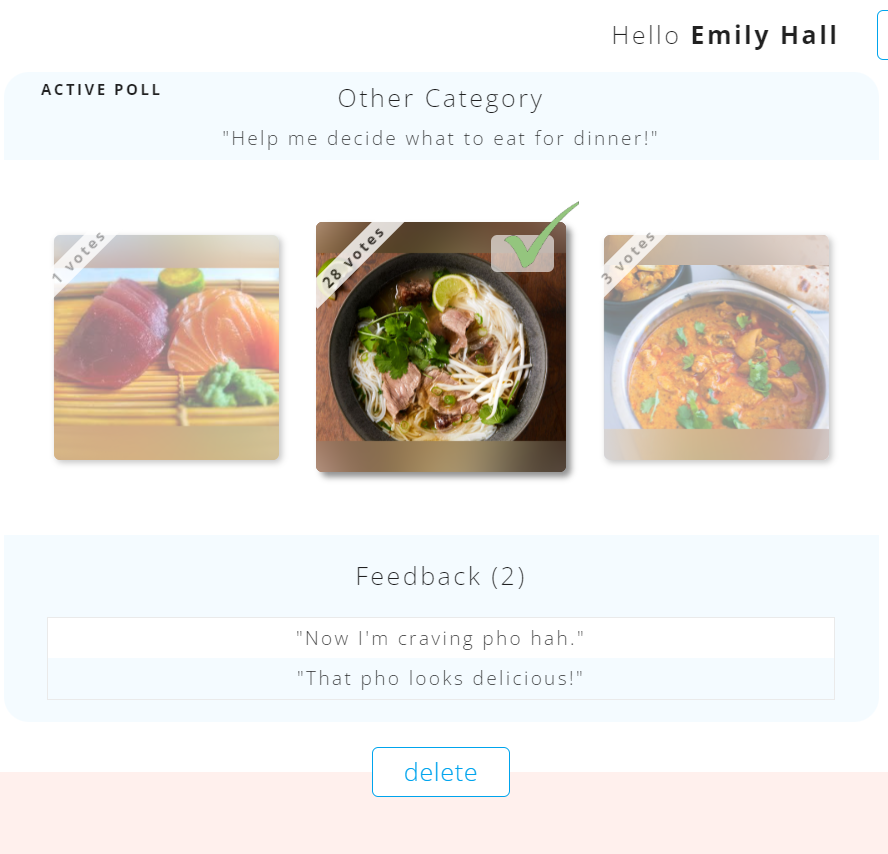 Hello Emily Hall
ACTIVE POLL
Other Category
"Help me decide what to eat for dinner!"
1 votes
28 votes
3 votes
Feedback (2)
"Now I'm craving pho hah."
"That pho looks delicious!"
delete